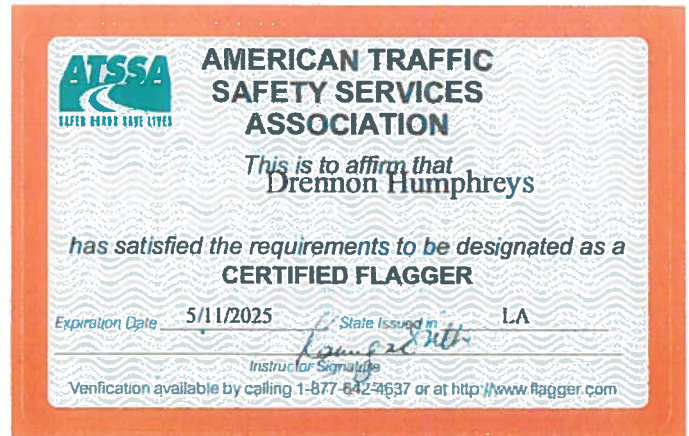 ATSSA
SAFER ROADS SAVE LIVES
AMERICAN TRAFFIC
SAFETY SERVICES
ASSOCIATION
This is to affirm that
Drennon Humphreys
has satisfied the requirements to be designated as a
CERTIFIED FLAGGER
Expiration Date 5/11/2025 State Issued in LA
Instructor Signature
Verification available by calling 1-877-642-4637 or at http://www.flagger.com